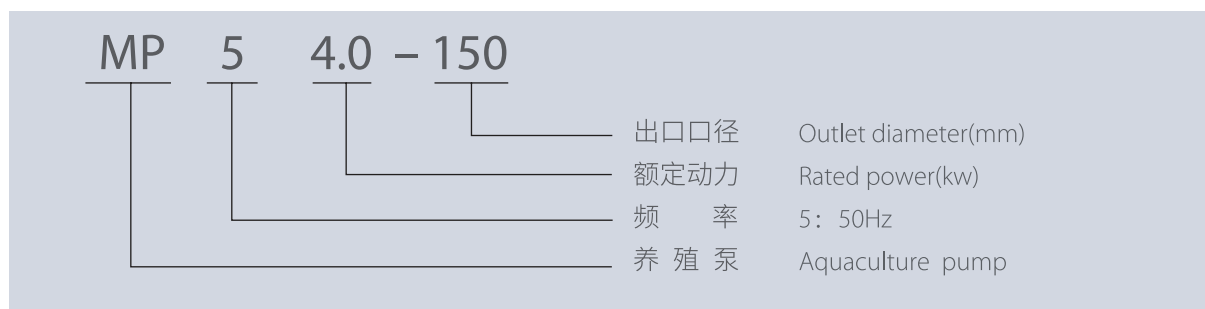 MP 5 4.0 – 150
出口口径 Outlet diameter(mm)
额定动力 Rated power(kw)
频 率 5： 50Hz
养 殖 泵 Aquaculture pump